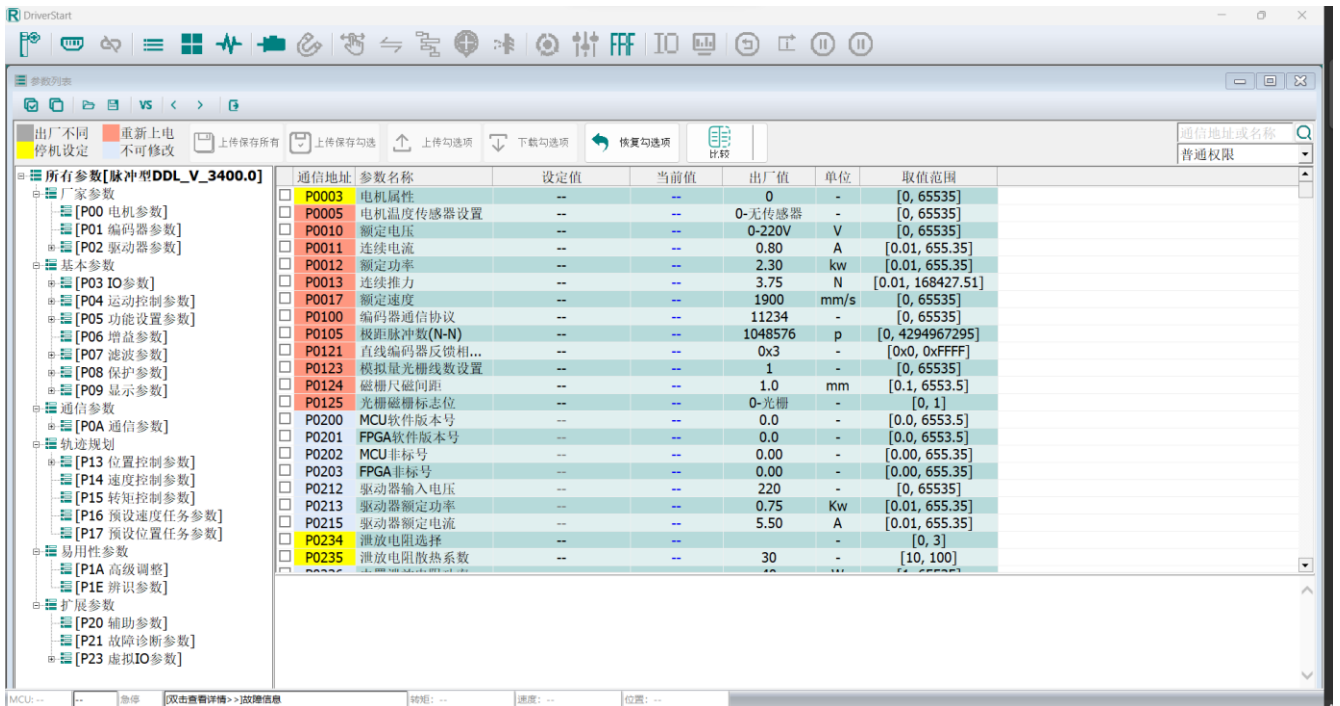 DriverStart
参数列表
VS
出厂不同 重新上电
停机设定 不可修改
上传保存所有 上传保存勾选 上传勾选项 下载勾选项 恢复勾选项 比较
通信地址或名称
普通权限
所有参数[脉冲型DDL_V_3400.0]
厂家参数
[P00 电机参数]
[P01 编码器参数]
[P02 驱动器参数]
基本参数
[P03 IO参数]
[P04 运动控制参数]
[P05 功能设置参数]
[P06 增益参数]
[P07 滤波参数]
[P08 保护参数]
[P09 显示参数]
通信参数
[P0A 通信参数]
轨迹规划
[P13 位置控制参数]
[P14 速度控制参数]
[P15 转矩控制参数]
[P16 预设速度任务参数]
[P17 预设位置任务参数]
易用性参数
[P1A 高级调整]
[P1E 辨识参数]
扩展参数
[P20 辅助参数]
[P21 故障诊断参数]
[P23 虚拟IO参数]
通信地址 参数名称 设定值 当前值 出厂值 单位 取值范围
P0003 电机属性 -- -- 0 - [0, 65535]
P0005 电机温度传感器设置 -- -- 0-无传感器 - [0, 65535]
P0010 额定电压 -- -- 0-220V V [0, 65535]
P0011 连续电流 -- -- 0.80 A [0.01, 655.35]
P0012 额定功率 -- -- 2.30 kw [0.01, 655.35]
P0013 连续推力 -- -- 3.75 N [0.01, 168427.51]
P0017 额定速度 -- -- 1900 mm/s [0, 65535]
P0100 编码器通信协议 -- -- 11234 - [0, 65535]
P0105 极距脉冲数(N-N) -- -- 1048576 p [0, 4294967295]
P0121 直线编码器反馈相... -- -- 0x3 - [0x0, 0xFFFF]
P0123 模拟量光栅线数设置 -- -- 1 - [0, 65535]
P0124 磁栅尺磁间距 -- -- 1.0 mm [0.1, 6553.5]
P0125 光栅磁栅标志位 -- -- 0-光栅 - [0, 1]
P0200 MCU软件版本号 -- -- 0.0 - [0.0, 6553.5]
P0201 FPGA软件版本号 -- -- 0.0 - [0.0, 6553.5]
P0202 MCU非标号 -- -- 0.00 - [0.00, 655.35]
P0203 FPGA非标号 -- -- 0.00 - [0.00, 655.35]
P0212 驱动器输入电压 -- -- 220 - [0, 65535]
P0213 驱动器额定功率 -- -- 0.75 Kw [0.01, 655.35]
P0215 驱动器额定电流 -- -- 5.50 A [0.01, 655.35]
P0234 泄放电阻选择 -- -- - [0, 3]
P0235 泄放电阻散热系数 -- -- 30 - [10, 100]
MCU: -- -- 急停 [双击查看详情>>]故障信息 转矩: -- 速度: -- 位置: --